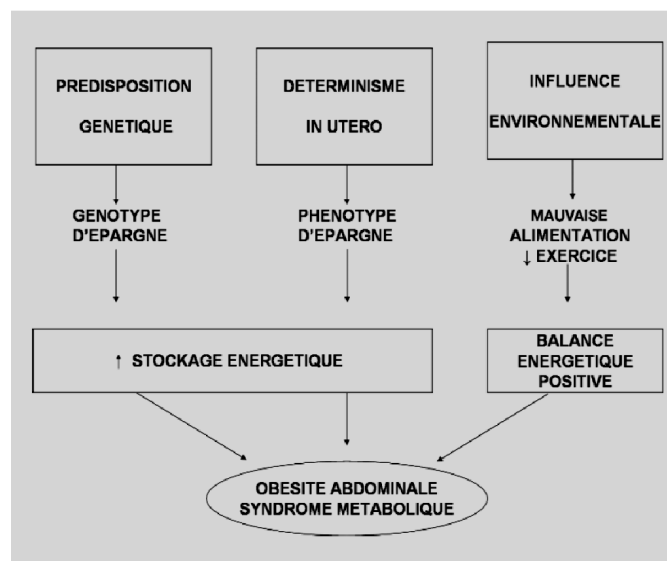 PREDISPOSITION
GENETIQUE
DETERMINISME
IN UTERO
INFLUENCE
ENVIRONNEMENTALE
GENOTYPE
D'EPARGNE
PHENOTYPE
D'EPARGNE
MAUVAISE
ALIMENTATION
↓ EXERCICE
↑ STOCKAGE ENERGETIQUE
BALANCE
ENERGETIQUE
POSITIVE
OBESITE ABDOMINALE
SYNDROME METABOLIQUE